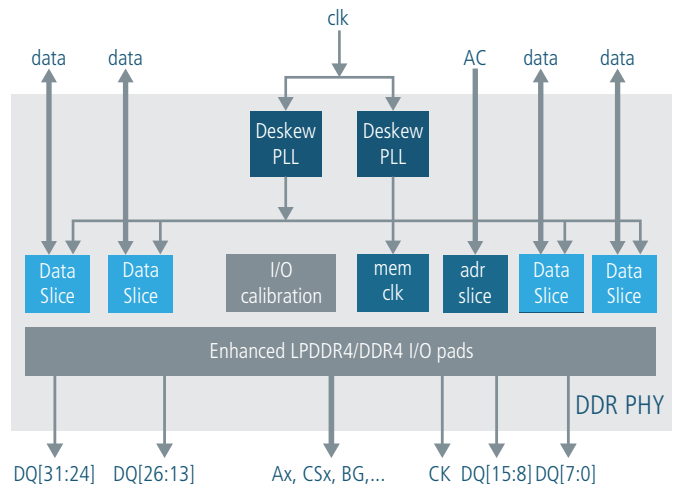 clk
data
data
AC
data
data
Deskew
PLL
Deskew
PLL
Data
Slice
Data
Slice
I/O
calibration
mem
clk
adr
slice
Data
Slice
Data
Slice
Enhanced LPDDR4/DDR4 I/O pads
DDR PHY
DQ[31:24]
DQ[26:13]
Ax, CSx, BG,...
CK
DQ[15:8]
DQ[7:0]